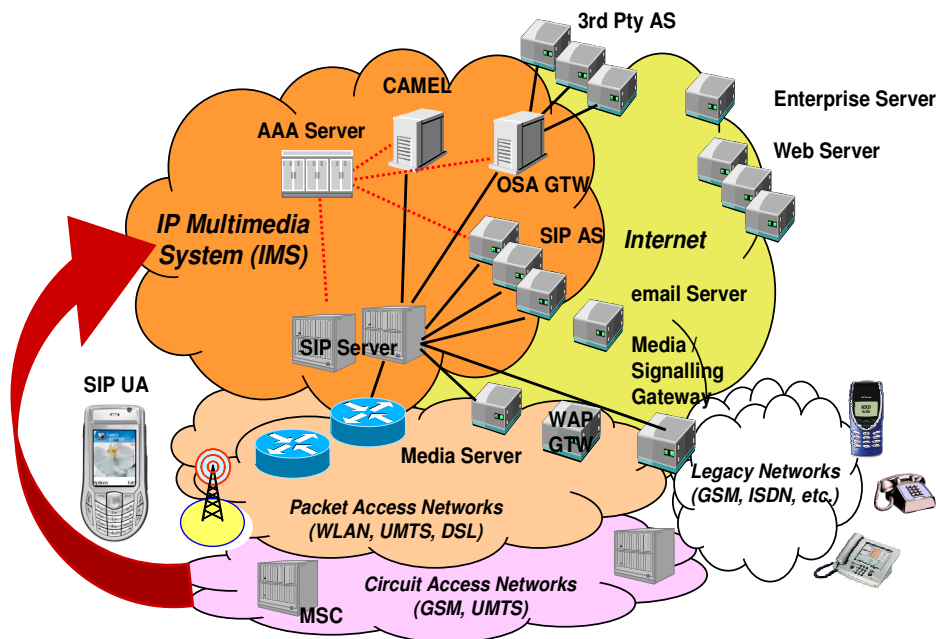 3rd Pty AS
CAMEL
Enterprise Server
AAA Server
Web Server
OSA GTW
IP Multimedia
System (IMS)
SIP AS
Internet
email Server
SIP Server
Media /
Signalling
Gateway
SIP UA
WAP
GTW
Media Server
Legacy Networks
(GSM, ISDN, etc.)
Packet Access Networks
(WLAN, UMTS, DSL)
Circuit Access Networks
(GSM, UMTS)
MSC